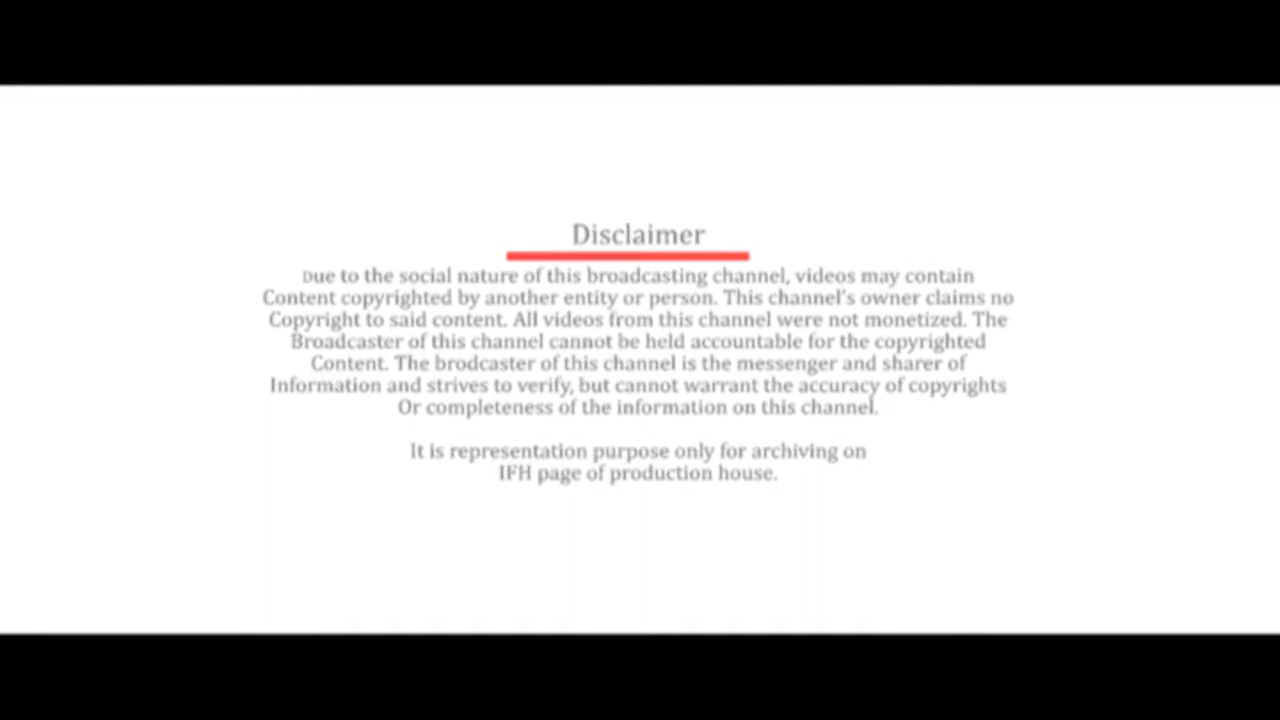 Disclaimer
Due to the social nature of this broadcasting channel, videos may contain
Content copyrighted by another entity or person. This channel's owner claims no
Copyright to said content. All videos from this channel were not monetized. The
Broadcaster of this channel cannot be held accountable for the copyrighted
Content. The brodcaster of this channel is the messenger and sharer of
Information and strives to verify, but cannot warrant the accuracy of copyrights
Or completeness of the information on this channel.
It is representation purpose only for archiving on
IFH page of production house.